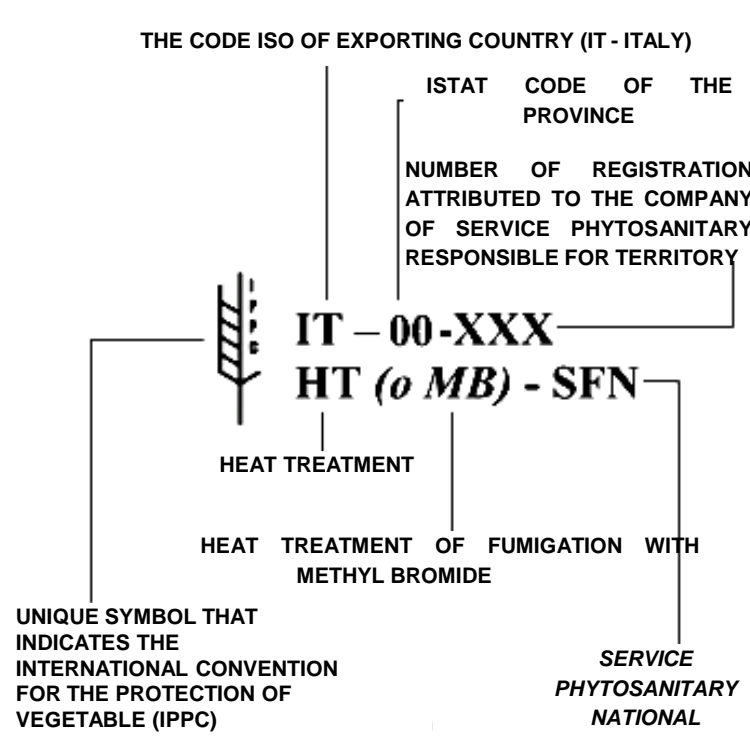 THE CODE ISO OF EXPORTING COUNTRY (IT - ITALY)
ISTAT CODE OF THE
PROVINCE
NUMBER OF REGISTRATION
ATTRIBUTED TO THE COMPANY
OF SERVICE PHYTOSANITARY
RESPONSIBLE FOR TERRITORY
IPPC
IT – 00-XXX
HT (o MB) - SFN
HEAT TREATMENT
HEAT TREATMENT OF FUMIGATION WITH
METHYL BROMIDE
UNIQUE SYMBOL THAT
INDICATES THE
INTERNATIONAL CONVENTION
FOR THE PROTECTION OF
VEGETABLE (IPPC)
SERVICE
PHYTOSANITARY
NATIONAL